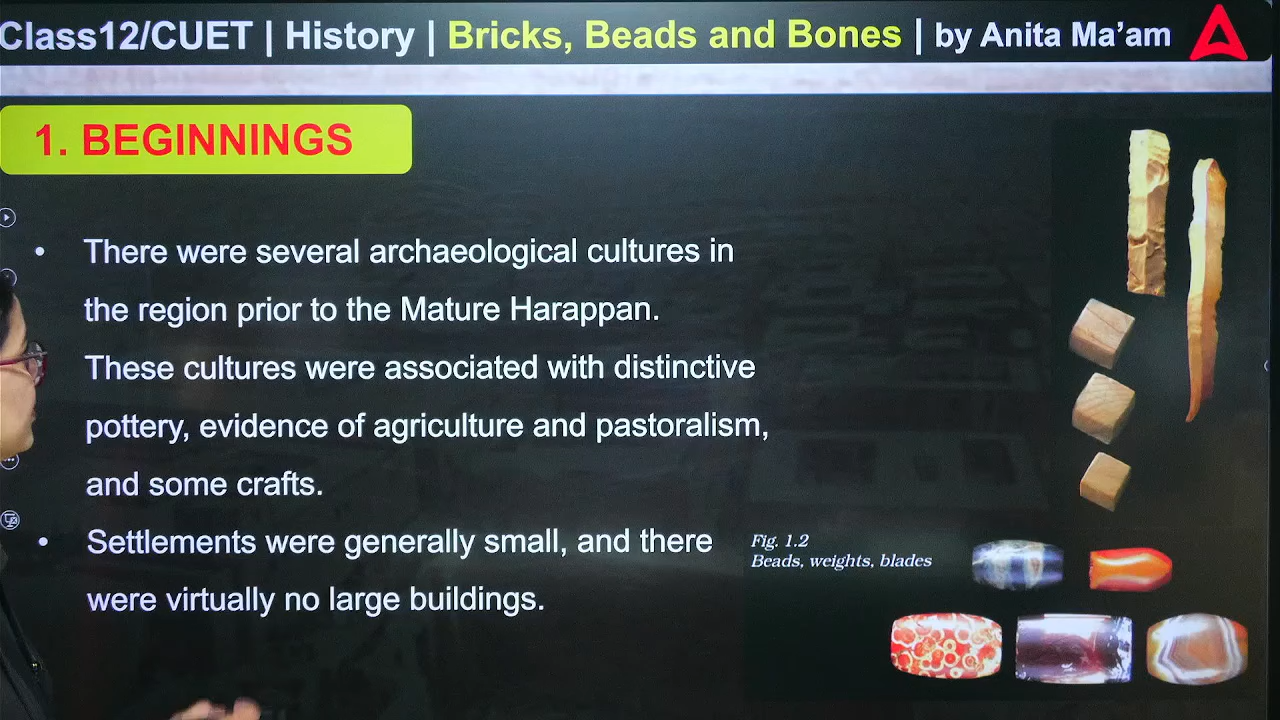 Class12/CUET | History | Bricks, Beads and Bones | by Anita Ma’am
1. BEGINNINGS
• There were several archaeological cultures in
the region prior to the Mature Harappan.
These cultures were associated with distinctive
pottery, evidence of agriculture and pastoralism,
and some crafts.
• Settlements were generally small, and there
were virtually no large buildings.
Fig. 1.2
Beads, weights, blades